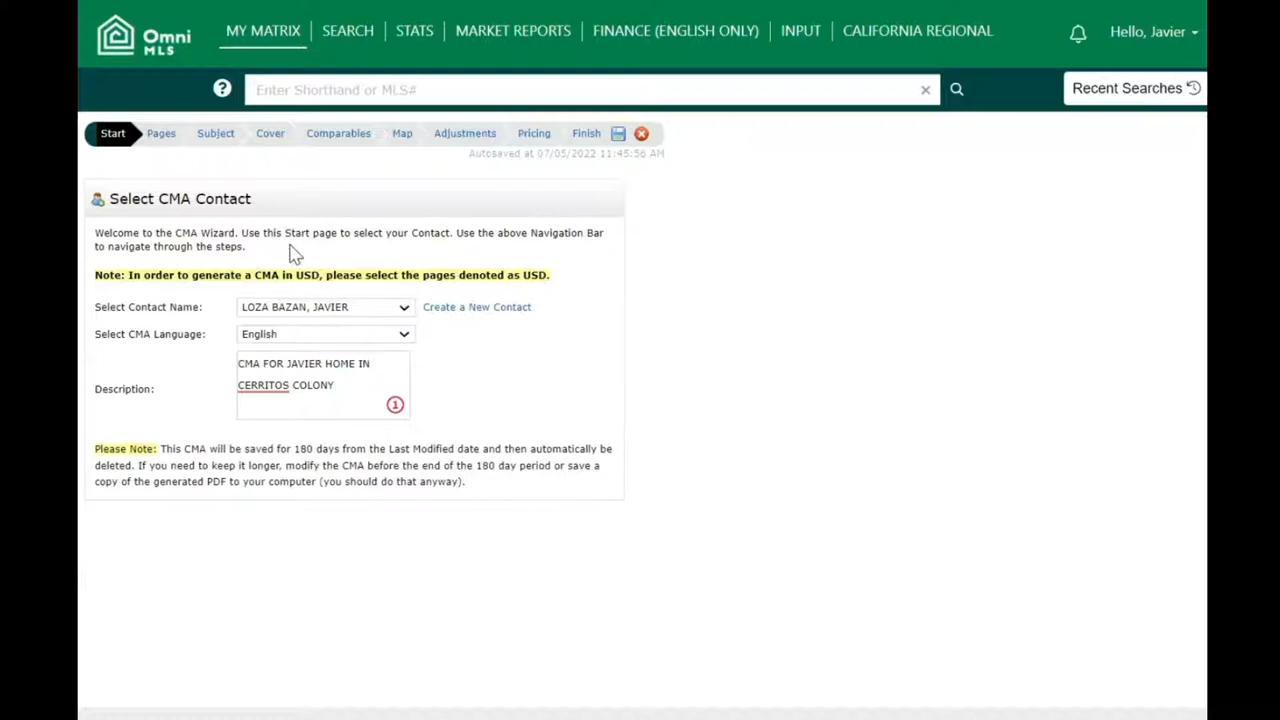 Omni
MLS
MY MATRIX
SEARCH
STATS
MARKET REPORTS
FINANCE (ENGLISH ONLY)
INPUT
CALIFORNIA REGIONAL
Hello, Javier
?
Enter Shorthand or MLS#
×
Recent Searches
Start
Pages
Subject
Cover
Comparables
Map
Adjustments
Pricing
Finish
Autosaved at 07/05/2022 11:45:56 AM
Select CMA Contact
Welcome to the CMA Wizard. Use this Start page to select your Contact. Use the above Navigation Bar
to navigate through the steps.
Note: In order to generate a CMA in USD, please select the pages denoted as USD.
Select Contact Name:
LOZA BAZAN, JAVIER
Create a New Contact
Select CMA Language:
English
Description:
CMA FOR JAVIER HOME IN
CERRITOS COLONY
1
Please Note: This CMA will be saved for 180 days from the Last Modified date and then automatically be
deleted. If you need to keep it longer, modify the CMA before the end of the 180 day period or save a
copy of the generated PDF to your computer (you should do that anyway).